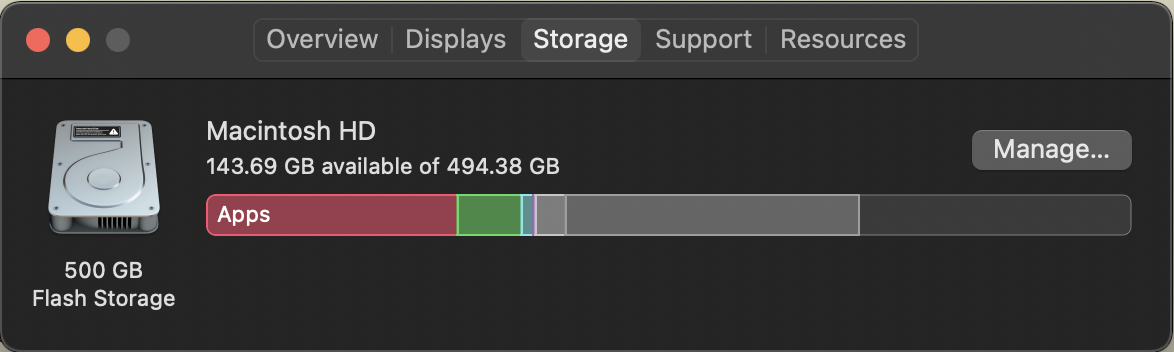 Overview Displays Storage Support Resources
Macintosh HD
143.69 GB available of 494.38 GB
Manage...
Apps
500 GB
Flash Storage